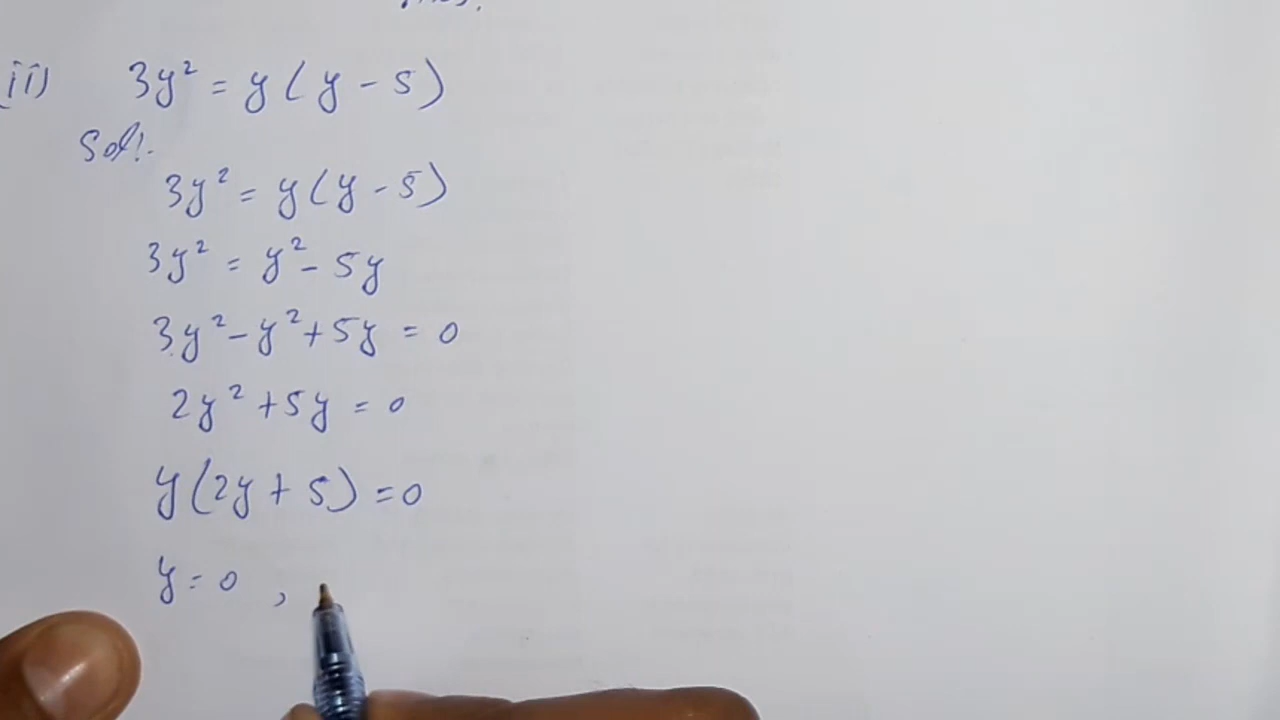 (ii) 3y² = y(y - 5)
Sol:-
3y² = y(y - 5)
3y² = y² - 5y
3y² - y² + 5y = 0
2y² + 5y = 0
y(2y + 5) = 0
y = 0 ,